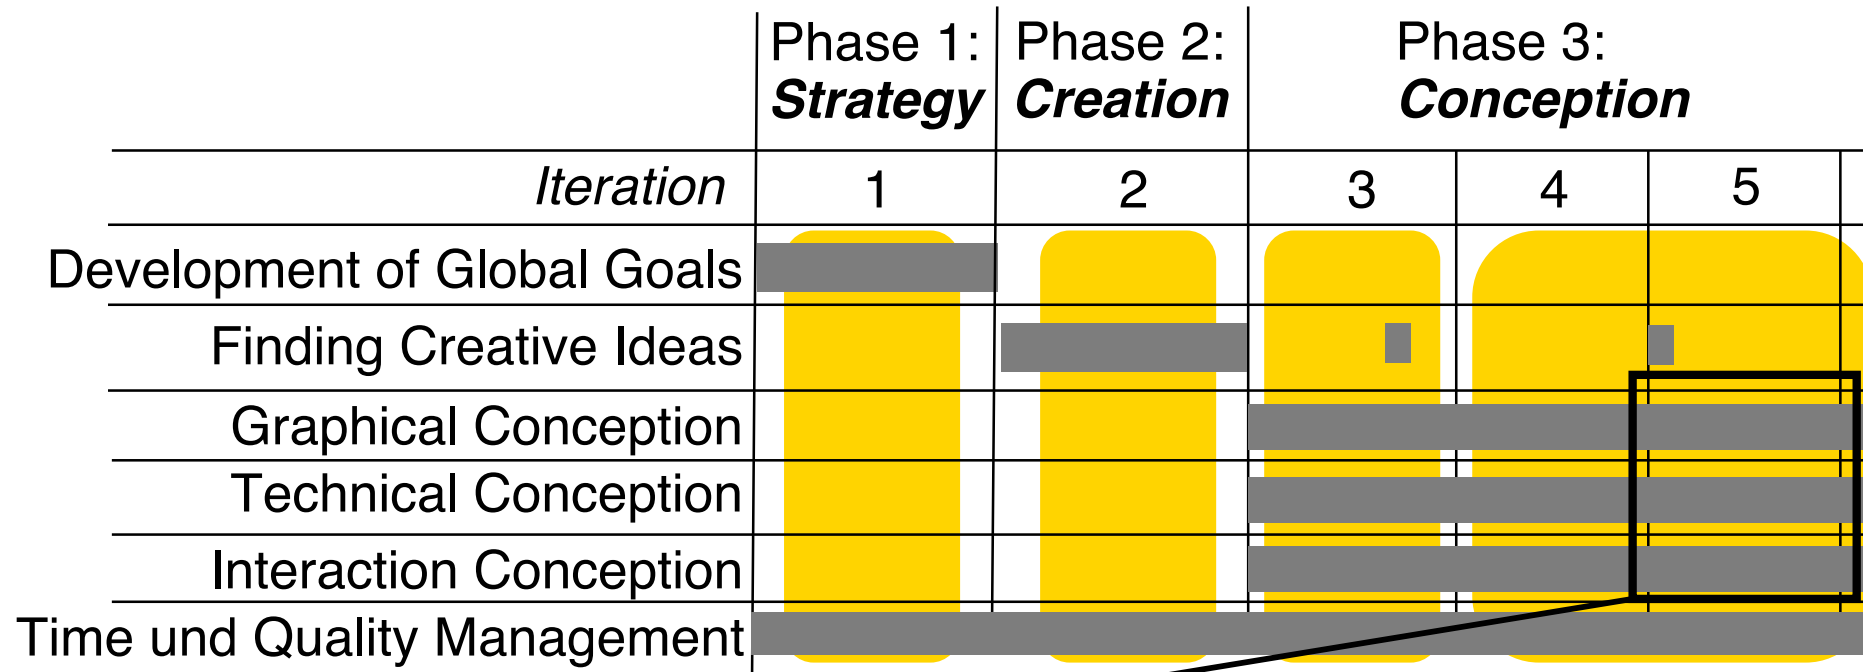 Phase 1: Phase 2: Phase 3:
Strategy Creation Conception
Iteration 1 2 3 4 5
Development of Global Goals
Finding Creative Ideas
Graphical Conception
Technical Conception
Interaction Conception
Time und Quality Management